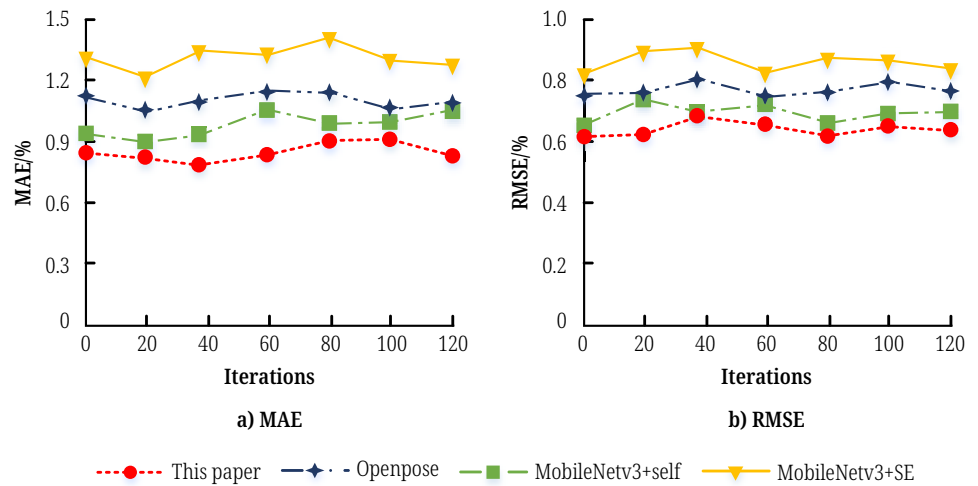 1.5
1.2
0.9
0.6
0.3
0
MAE/%
0 20 40 60 80 100 120
Iterations
a) MAE
1.0
0.8
0.6
0.4
0.2
0
RMSE/%
0 20 40 60 80 100 120
Iterations
b) RMSE
This paper Openpose MobileNetv3+self MobileNetv3+SE